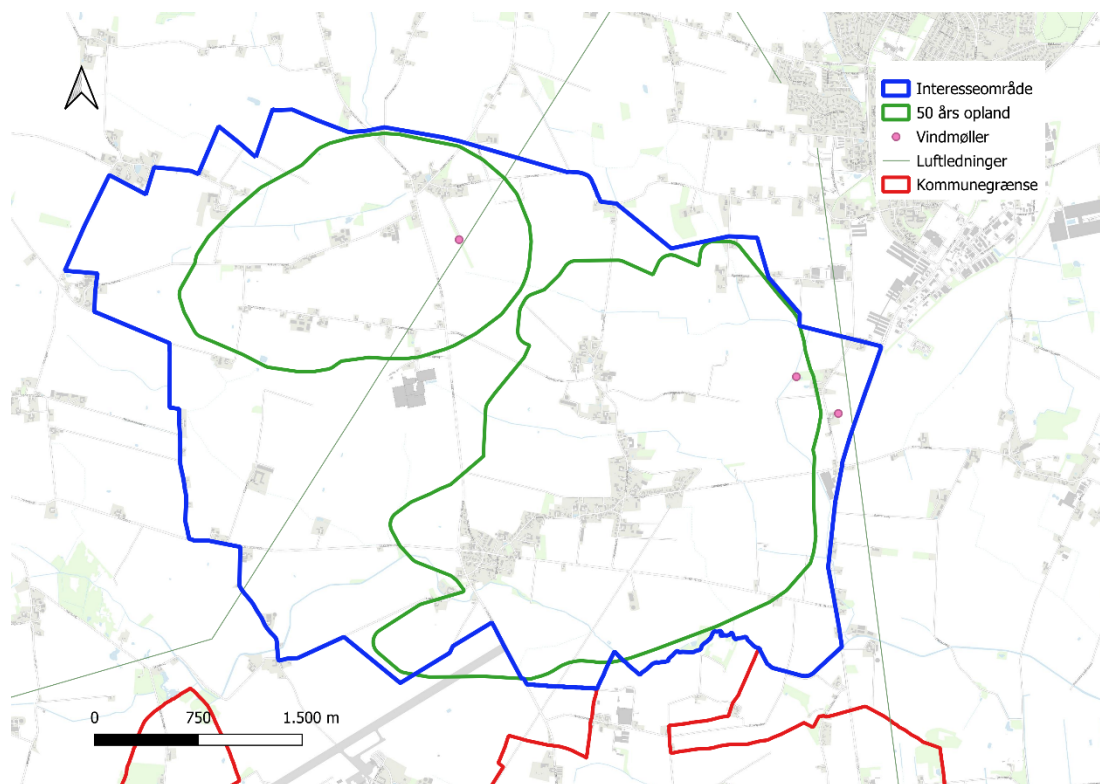 Interesseområde
50 års opland
Vindmøller
Luftledninger
Kommunegrænse
0 750 1.500 m